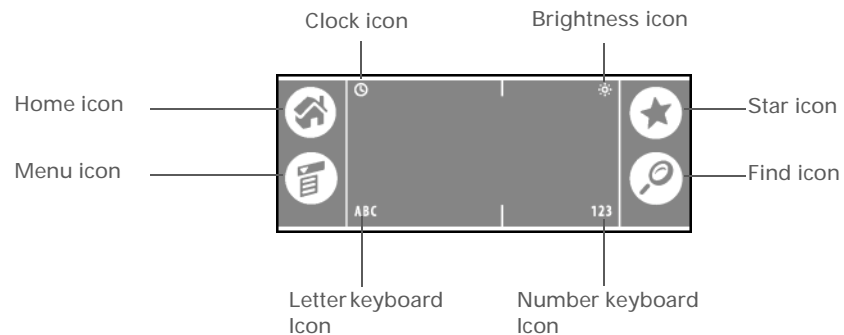 Clock icon
Brightness icon
Home icon
Star icon
Menu icon
Find icon
ABC
123
Letter keyboard
Icon
Number keyboard
Icon